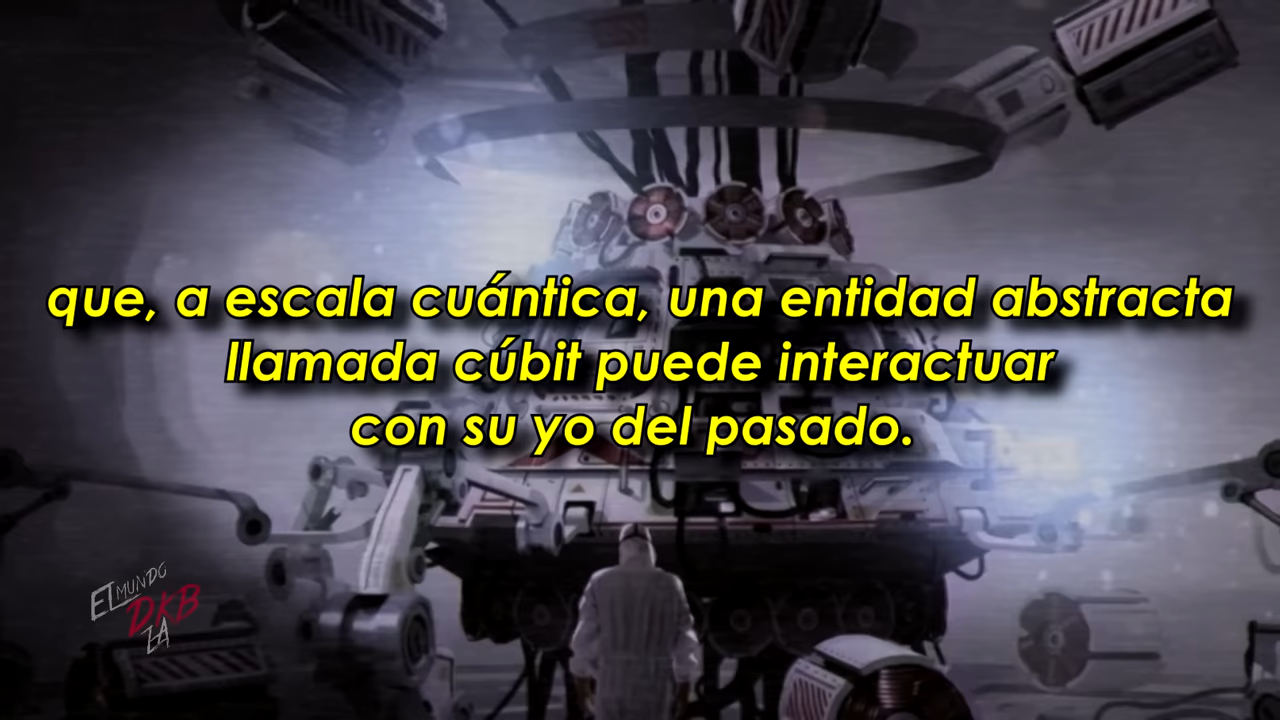 que, a escala cuántica, una entidad abstracta
llamada cúbit puede interactuar
con su yo del pasado.
EL MUNDO
DKB
ZA